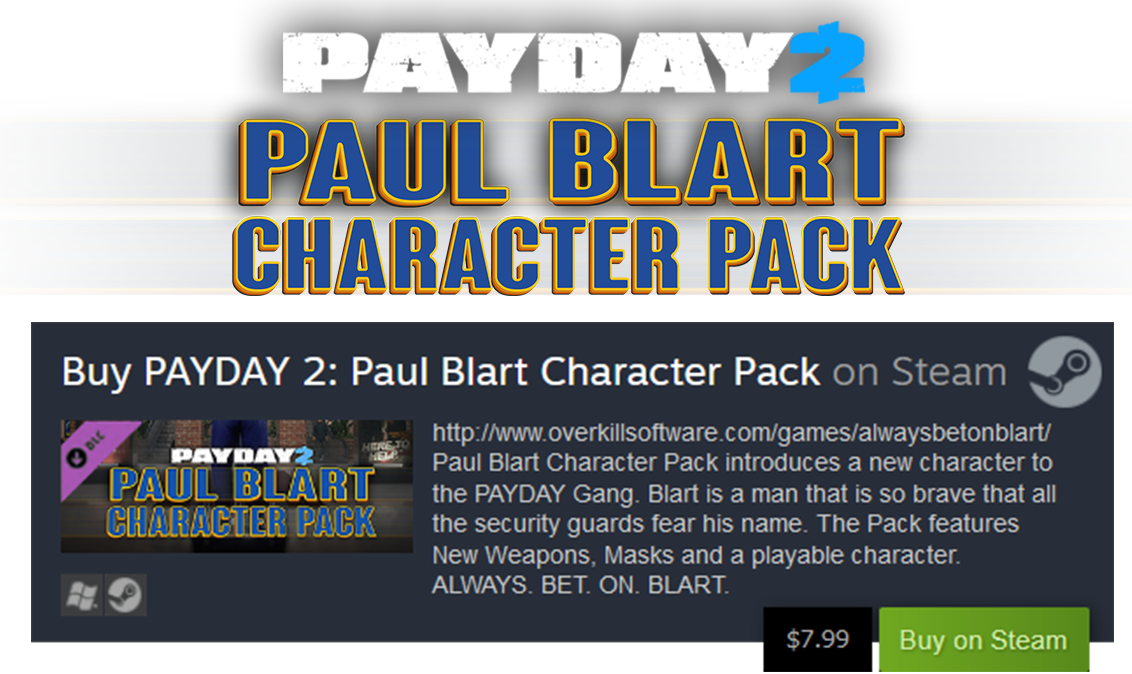 PAYDAY 2
PAUL BLART
CHARACTER PACK
Buy PAYDAY 2: Paul Blart Character Pack on Steam
DLC
HERE TO
HELP
PAYDAY 2
PAUL BLART
CHARACTER PACK
http://www.overkillsoftware.com/games/alwaysbetonblart/
Paul Blart Character Pack introduces a new character to
the PAYDAY Gang. Blart is a man that is so brave that all
the security guards fear his name. The Pack features
New Weapons, Masks and a playable character.
ALWAYS. BET. ON. BLART.
$7.99
Buy on Steam